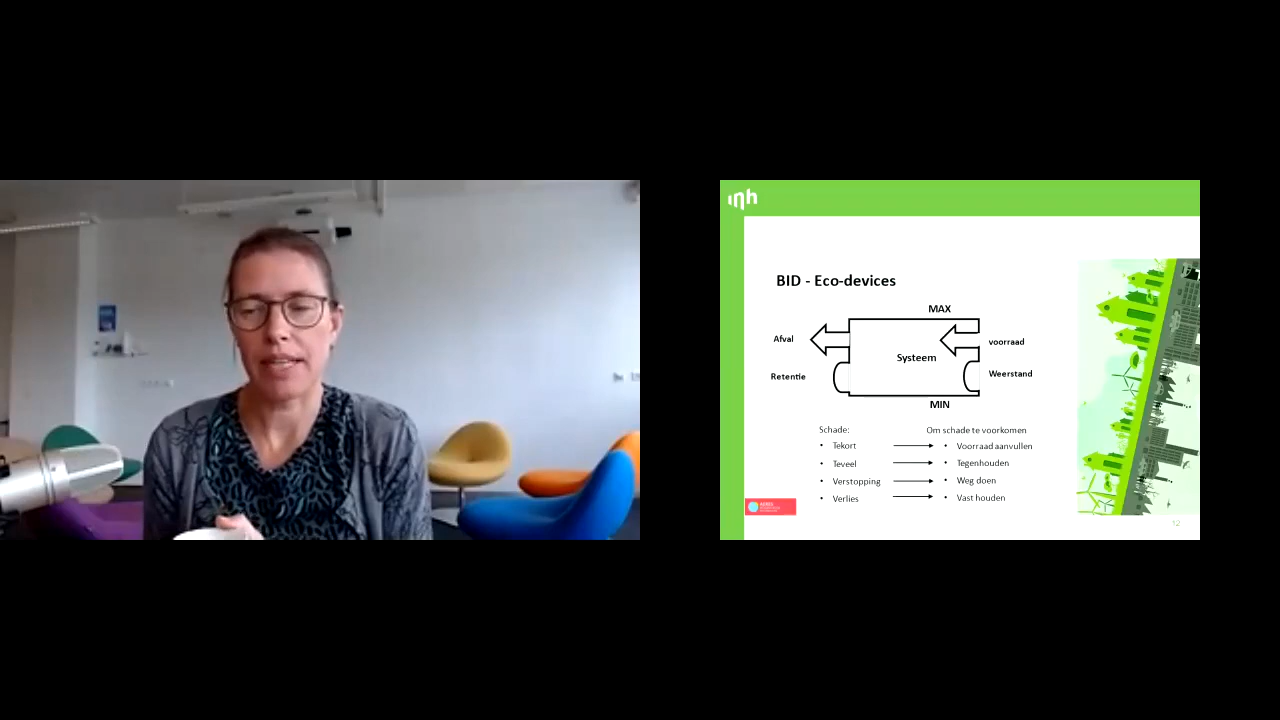 inh
BID - Eco-devices
MAX
Afval
Systeem
voorraad
Retentie
Weerstand
MIN
Schade:
Om schade te voorkomen
• Tekort
• Voorraad aanvullen
• Teveel
• Tegenhouden
• Verstopping
• Weg doen
• Verlies
• Vast houden
12